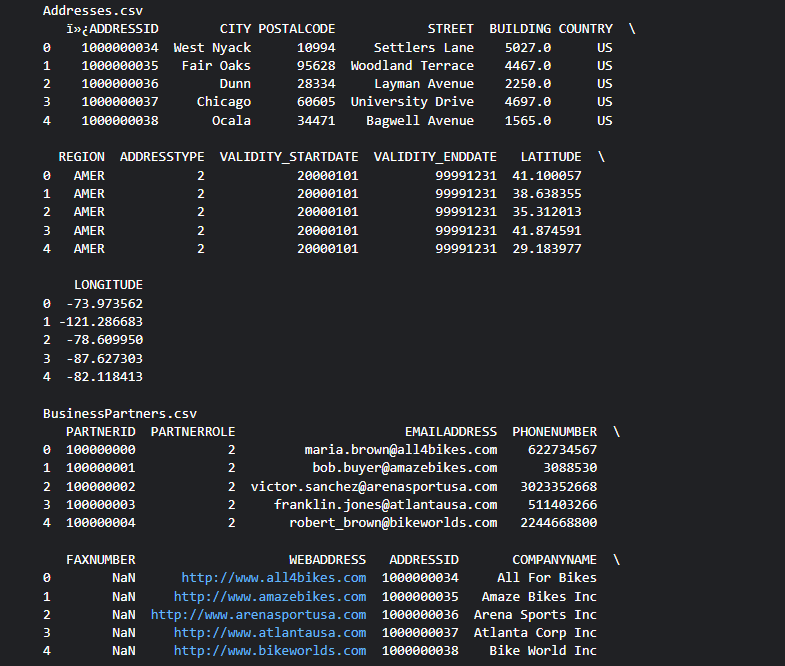 Addresses.csv
ï»¿ADDRESSID CITY POSTALCODE STREET BUILDING COUNTRY \
0 1000000034 West Nyack 10994 Settlers Lane 5027.0 US
1 1000000035 Fair Oaks 95628 Woodland Terrace 4467.0 US
2 1000000036 Dunn 28334 Layman Avenue 2250.0 US
3 1000000037 Chicago 60605 University Drive 4697.0 US
4 1000000038 Ocala 34471 Bagwell Avenue 1565.0 US
REGION ADDRESSTYPE VALIDITY_STARTDATE VALIDITY_ENDDATE LATITUDE \
0 AMER 2 20000101 99991231 41.100057
1 AMER 2 20000101 99991231 38.638355
2 AMER 2 20000101 99991231 35.312013
3 AMER 2 20000101 99991231 41.874591
4 AMER 2 20000101 99991231 29.183977
LONGITUDE
0 -73.973562
1 -121.286683
2 -78.609950
3 -87.627303
4 -82.118413
BusinessPartners.csv
PARTNERID PARTNERROLE EMAILADDRESS PHONENUMBER \
0 100000000 2 maria.brown@all4bikes.com 622734567
1 100000001 2 bob.buyer@amazebikes.com 3088530
2 100000002 2 victor.sanchez@arenasportusa.com 3023352668
3 100000003 2 franklin.jones@atlantausa.com 511403266
4 100000004 2 robert_brown@bikeworlds.com 2244668800
FAXNUMBER WEBADDRESS ADDRESSID COMPANYNAME \
0 NaN http://www.all4bikes.com 1000000034 All For Bikes
1 NaN http://www.amazebikes.com 1000000035 Amaze Bikes Inc
2 NaN http://www.arenasportusa.com 1000000036 Arena Sports Inc
3 NaN http://www.atlantausa.com 1000000037 Atlanta Corp Inc
4 NaN http://www.bikeworlds.com 1000000038 Bike World Inc